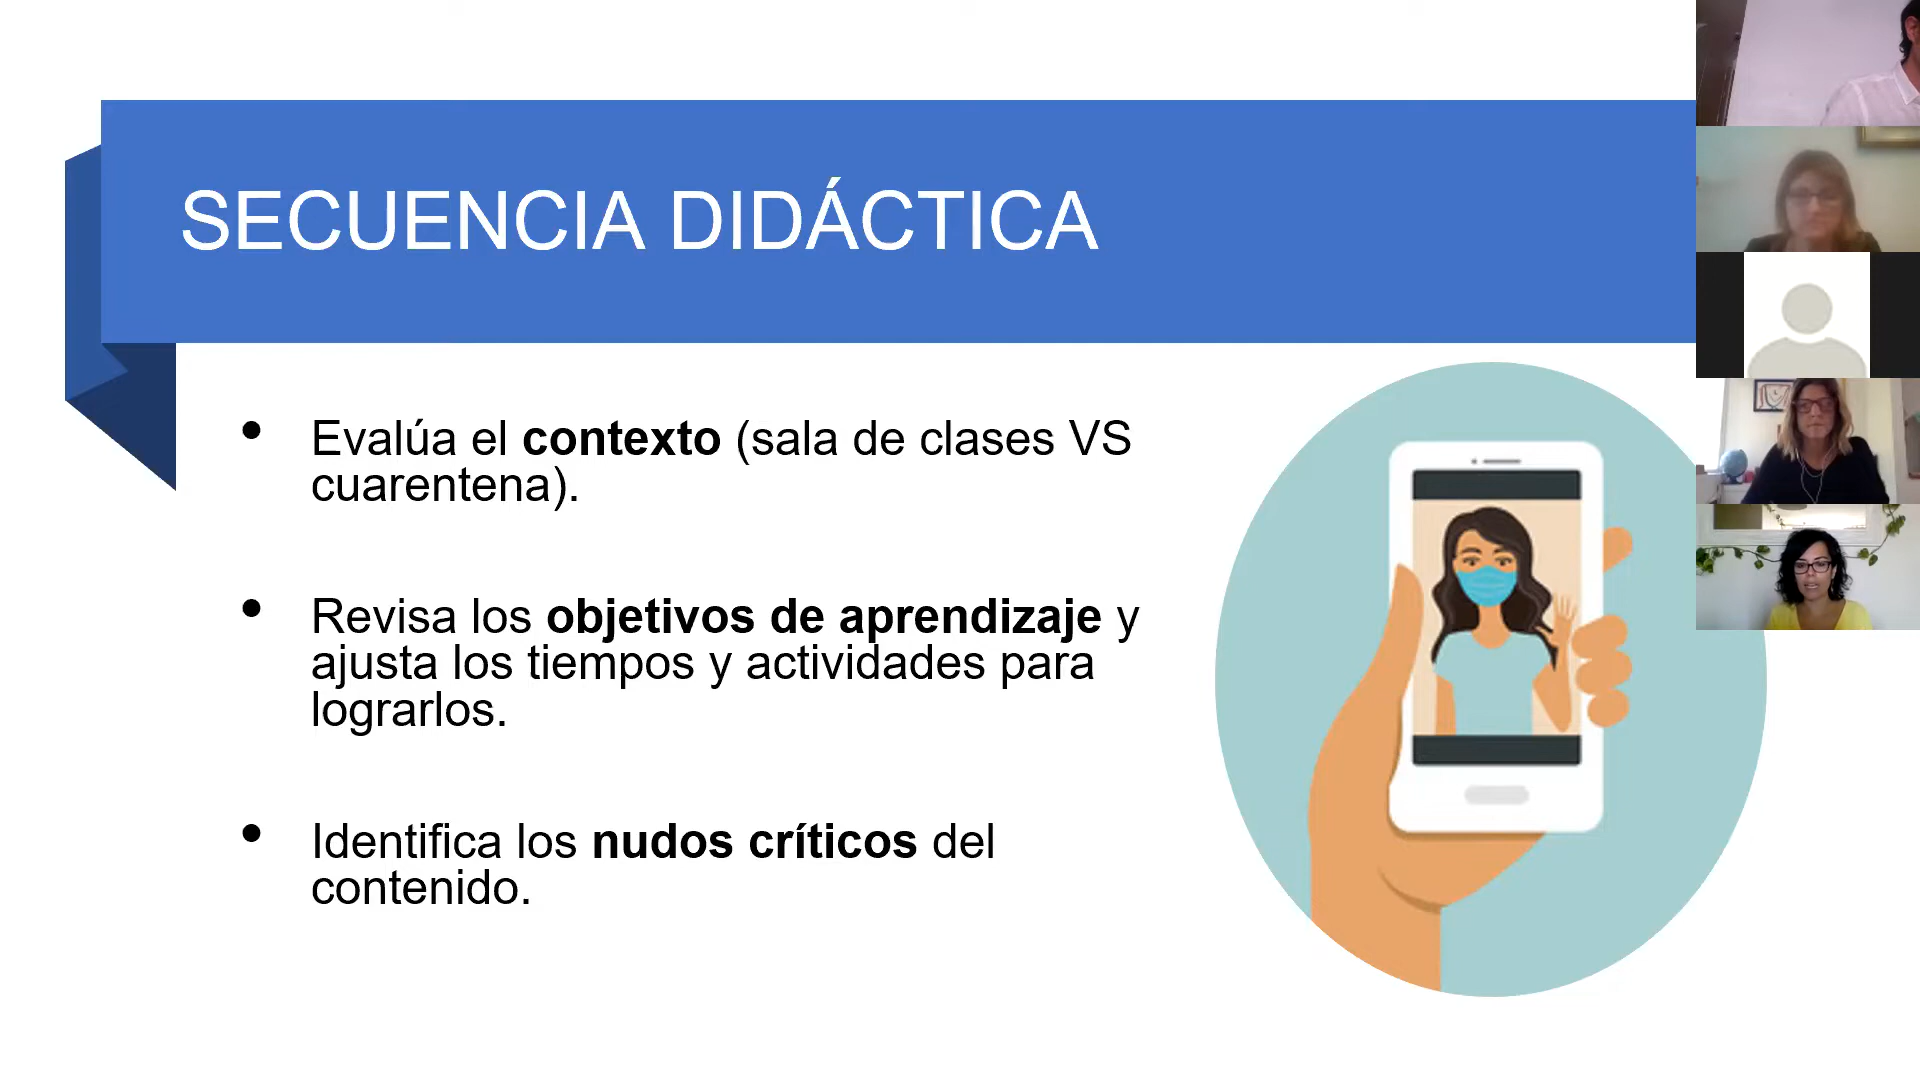 SECUENCIA DIDÁCTICA
• Evalúa el contexto (sala de clases VS
cuarentena).
• Revisa los objetivos de aprendizaje y
ajusta los tiempos y actividades para
lograrlos.
• Identifica los nudos críticos del
contenido.